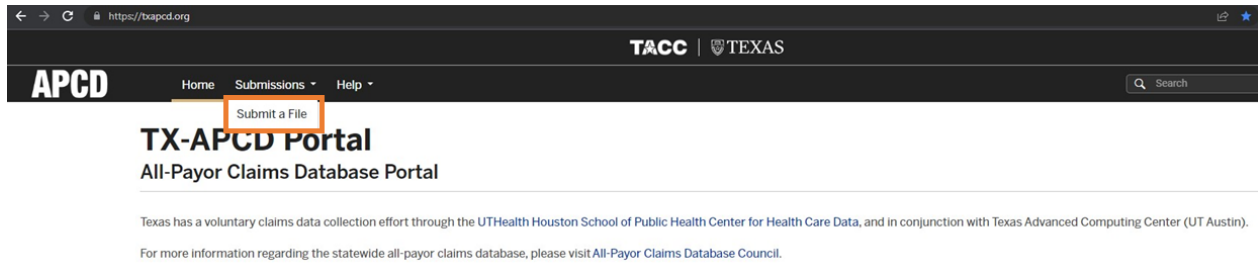 https://txapcd.org
TACC | TEXAS
APCD Home Submissions Help Search
Submit a File
TX-APCD Portal
All-Payor Claims Database Portal
Texas has a voluntary claims data collection effort through the UTHealth Houston School of Public Health Center for Health Care Data, and in conjunction with Texas Advanced Computing Center (UT Austin).
For more information regarding the statewide all-payor claims database, please visit All-Payor Claims Database Council.